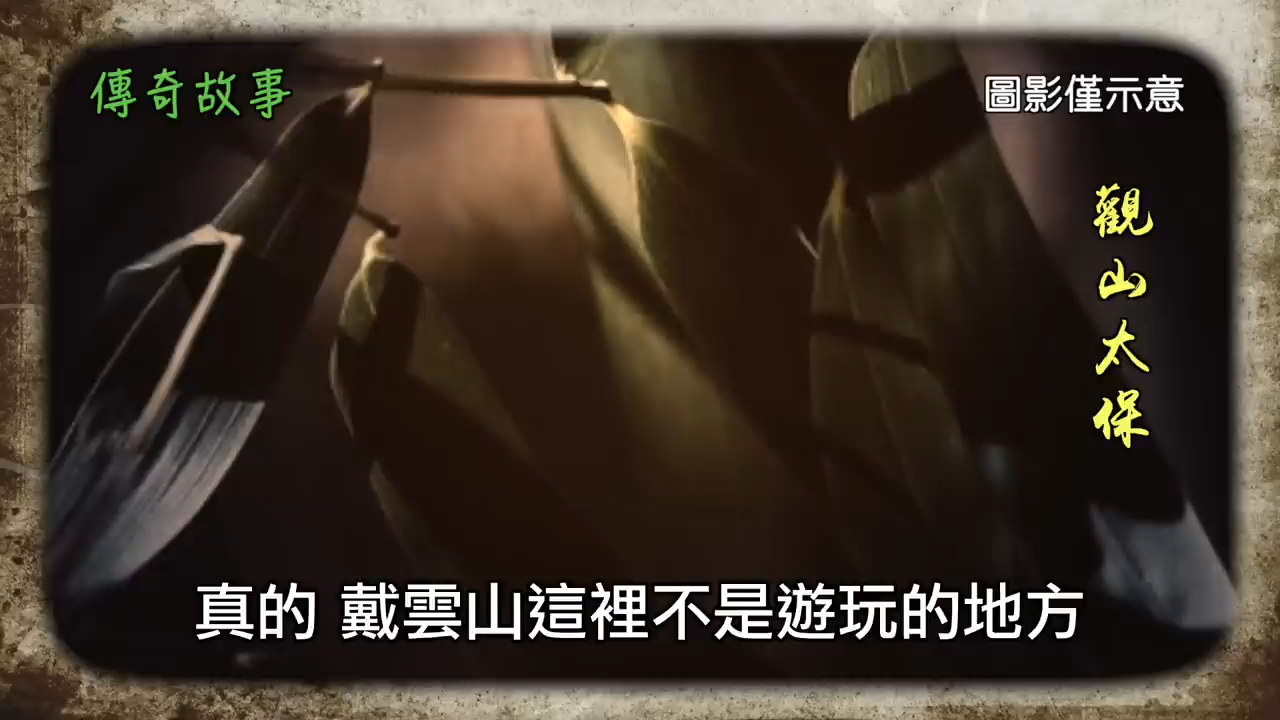 傳奇故事
圖影僅示意
觀山太保
真的 戴雲山這裡不是遊玩的地方